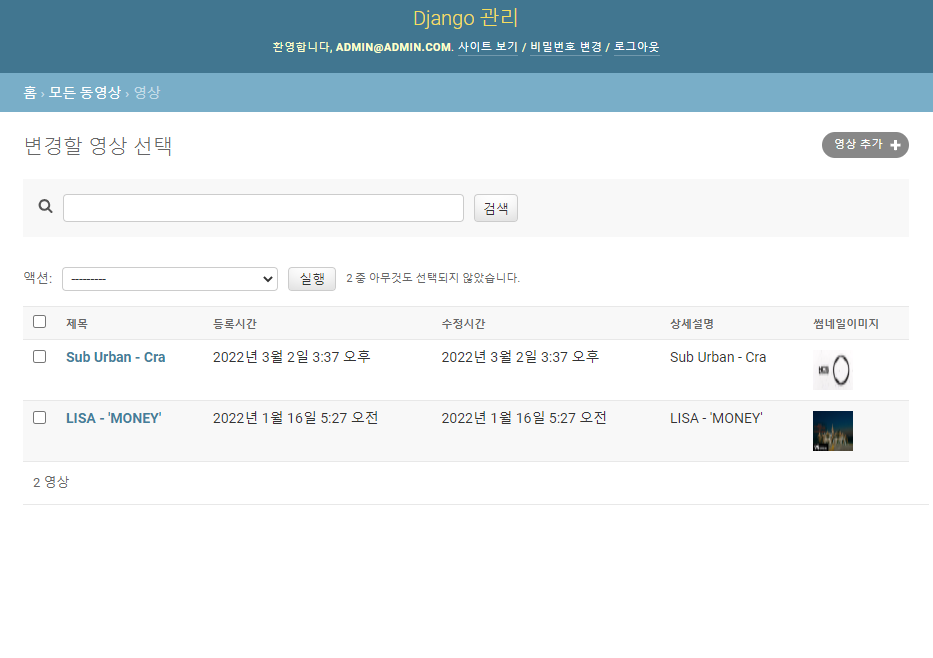 Django 관리
환영합니다, ADMIN@ADMIN.COM. 사이트 보기 / 비밀번호 변경 / 로그아웃
홈 › 모든 동영상 › 영상
변경할 영상 선택
영상 추가
검색
액션: --------- 실행 2 중 아무것도 선택되지 않았습니다.
제목 등록시간 수정시간 상세설명 썸네일이미지
Sub Urban - Cra 2022년 3월 2일 3:37 오후 2022년 3월 2일 3:37 오후 Sub Urban - Cra
LISA - 'MONEY' 2022년 1월 16일 5:27 오전 2022년 1월 16일 5:27 오전 LISA - 'MONEY'
2 영상